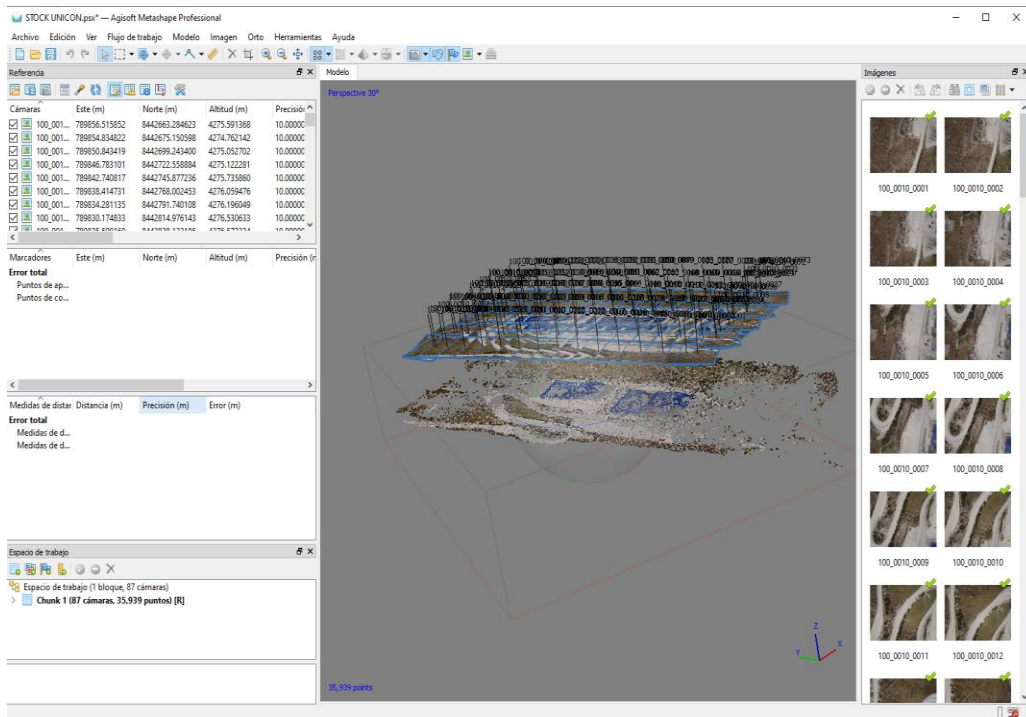 STOCK UNICON.psx* — Agisoft Metashape Professional
Archivo Edición Ver Flujo de trabajo Modelo Imagen Orto Herramientas Ayuda
Referencia
Cámaras Este (m) Norte (m) Altitud (m) Precisión
100_001... 789856.515852 8442663.284623 4275.591368 10.00000
100_001... 789854.834822 8442675.150598 4274.762142 10.00000
100_001... 789850.843419 8442699.243400 4275.052702 10.00000
100_001... 789846.783101 8442722.558884 4275.122281 10.00000
100_001... 789842.740817 8442745.877236 4275.735860 10.00000
100_001... 789838.414731 8442768.002453 4276.059476 10.00000
100_001... 789834.281135 8442791.740108 4276.196049 10.00000
100_001... 789830.174833 8442814.976143 4276.530633 10.00000
Marcadores Este (m) Norte (m) Altitud (m) Precisión (m
Error total
Puntos de ap...
Puntos de co...
Medidas de distar Distancia (m) Precisión (m) Error (m)
Error total
Medidas de d...
Medidas de d...
Espacio de trabajo
Espacio de trabajo (1 bloque, 87 cámaras)
Chunk 1 (87 cámaras, 35,939 puntos) [R]
Modelo
Perspective 30°
Z
X
Y
35,939 points
Imágenes
100_0010_0001 100_0010_0002
100_0010_0003 100_0010_0004
100_0010_0005 100_0010_0006
100_0010_0007 100_0010_0008
100_0010_0009 100_0010_0010
100_0010_0011 100_0010_0012